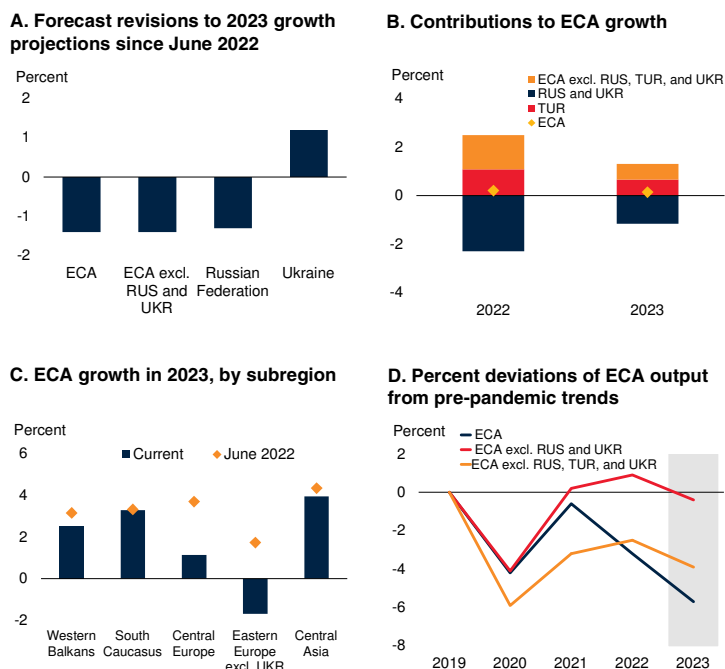 A. Forecast revisions to 2023 growth
projections since June 2022
Percent
2
1
0
-1
-2
ECA
ECA excl.
RUS and
UKR
Russian
Federation
Ukraine
B. Contributions to ECA growth
Percent
ECA excl. RUS, TUR, and UKR
RUS and UKR
TUR
ECA
4
2
0
-2
-4
2022
2023
C. ECA growth in 2023, by subregion
Percent
Current
June 2022
6
4
2
0
-2
Western
Balkans
South
Caucasus
Central
Europe
Eastern
Europe
excl. UKR
Central
Asia
D. Percent deviations of ECA output
from pre-pandemic trends
Percent
ECA
ECA excl. RUS and UKR
ECA excl. RUS, TUR, and UKR
2
0
-2
-4
-6
-8
2019
2020
2021
2022
2023